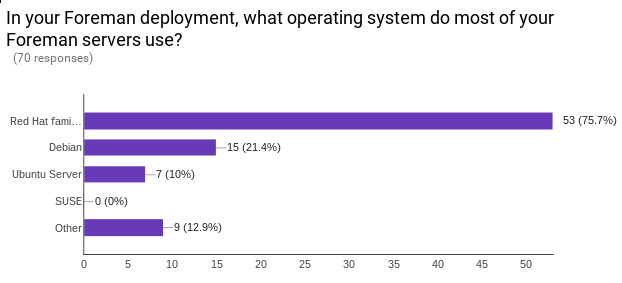 In your Foreman deployment, what operating system do most of your
Foreman servers use?
(70 responses)
Red Hat fami... 53 (75.7%)
Debian 15 (21.4%)
Ubuntu Server 7 (10%)
SUSE 0 (0%)
Other 9 (12.9%)
0 5 10 15 20 25 30 35 40 45 50